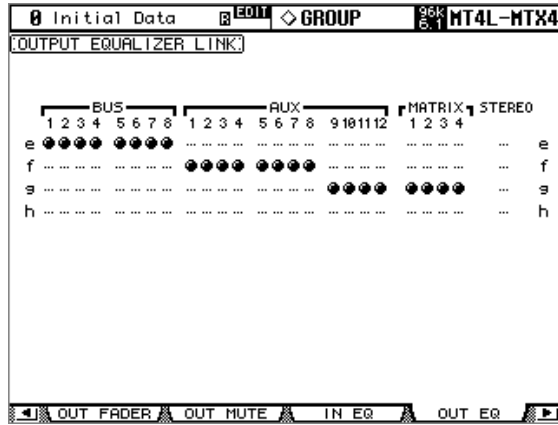 0 Initial Data R EDIT ◇GROUP 96k 5.1 MT4L-MTX4
OUTPUT EQUALIZER LINK
BUS AUX MATRIX STEREO
1 2 3 4 5 6 7 8 1 2 3 4 5 6 7 8 9 10 11 12 1 2 3 4
e e
f f
g g
h h
OUT FADER OUT MUTE IN EQ OUT EQ